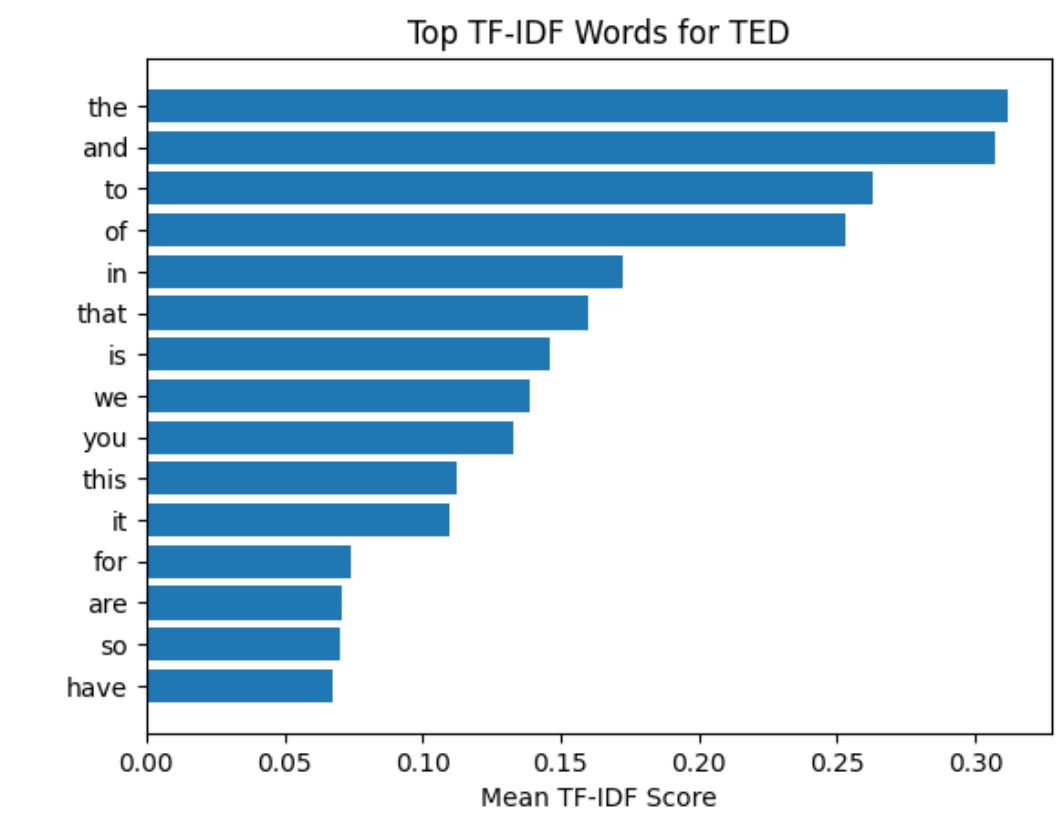 Top TF-IDF Words for TED
the
and
to
of
in
that
is
we
you
this
it
for
are
so
have
0.00 0.05 0.10 0.15 0.20 0.25 0.30
Mean TF-IDF Score